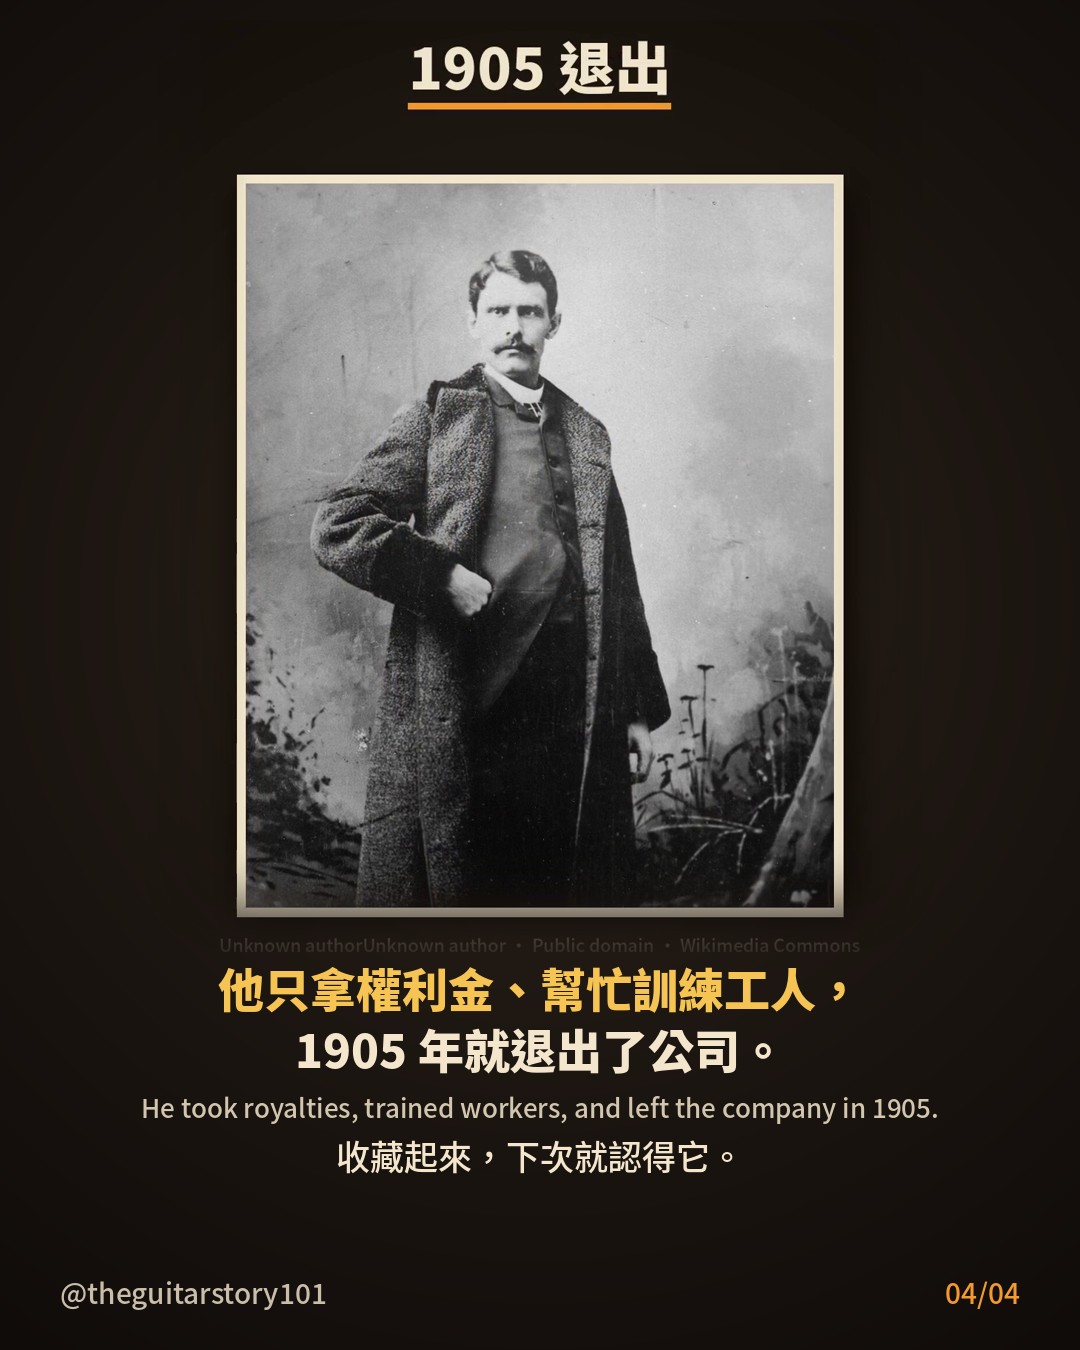 1905 退出
Unknown authorUnknown author · Public domain · Wikimedia Commons
他只拿權利金、幫忙訓練工人，
1905 年就退出了公司。
He took royalties, trained workers, and left the company in 1905.
收藏起來，下次就認得它。
@theguitarstory101
04/04